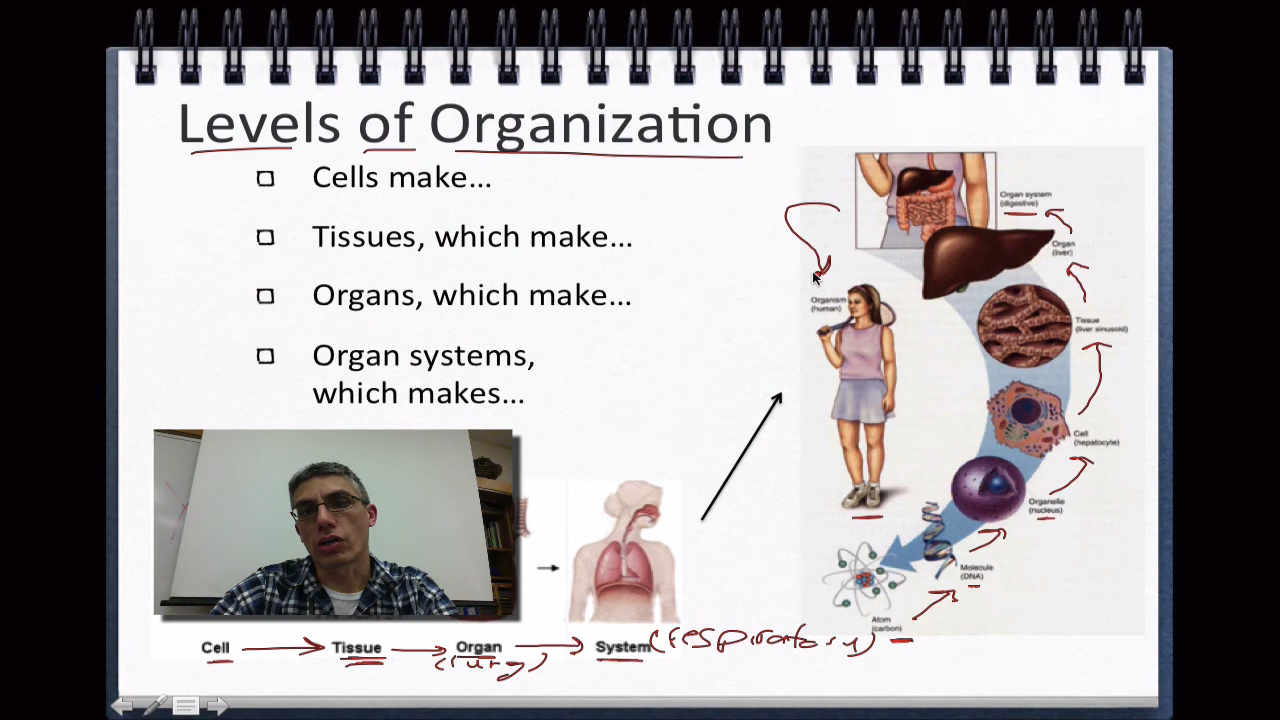 Levels of Organization
Cells make...
Tissues, which make...
Organs, which make...
Organ systems,
which makes...
Organ system
(digestive)
Organ
(liver)
Organism
(human)
Tissue
(liver sinusoid)
Cell
(hepatocyte)
Organelle
(nucleus)
Molecule
(DNA)
Atom
(carbon)
Cell Tissue Organ System (respiratory)
(lung)